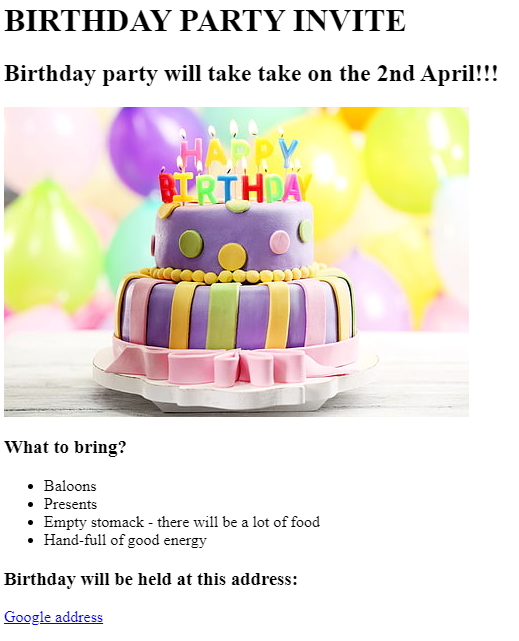 BIRTHDAY PARTY INVITE
Birthday party will take take on the 2nd April!!!
HAPPY
BIRTHDAY
What to bring?
Baloons
Presents
Empty stomack - there will be a lot of food
Hand-full of good energy
Birthday will be held at this address:
Google address